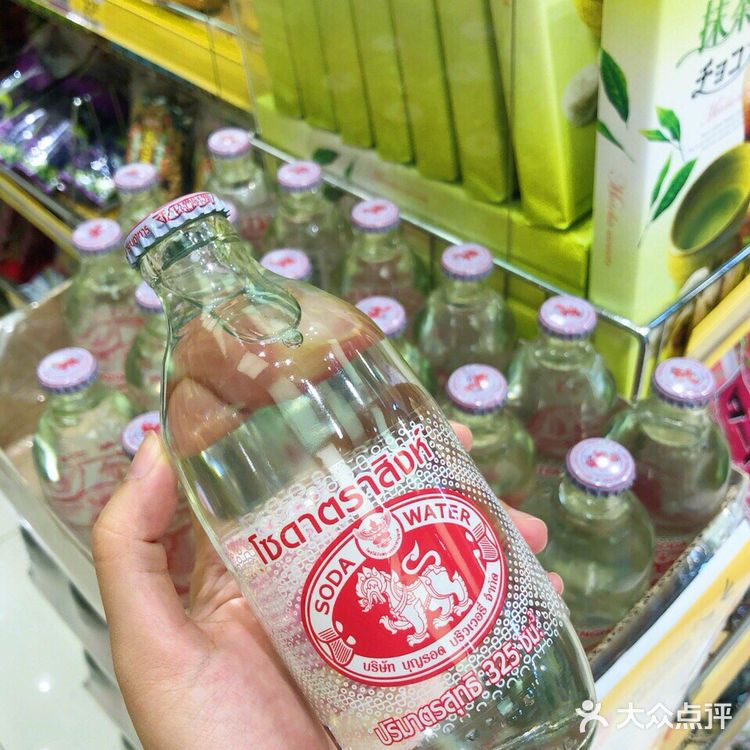 抹茶
チョコ
โซดาตราสิงห์
SODA WATER
บริษัท บุญรอด บริวเวอรี่ จำกัด
ปริมาตรสุทธิ 325 ซม.³
大众点评